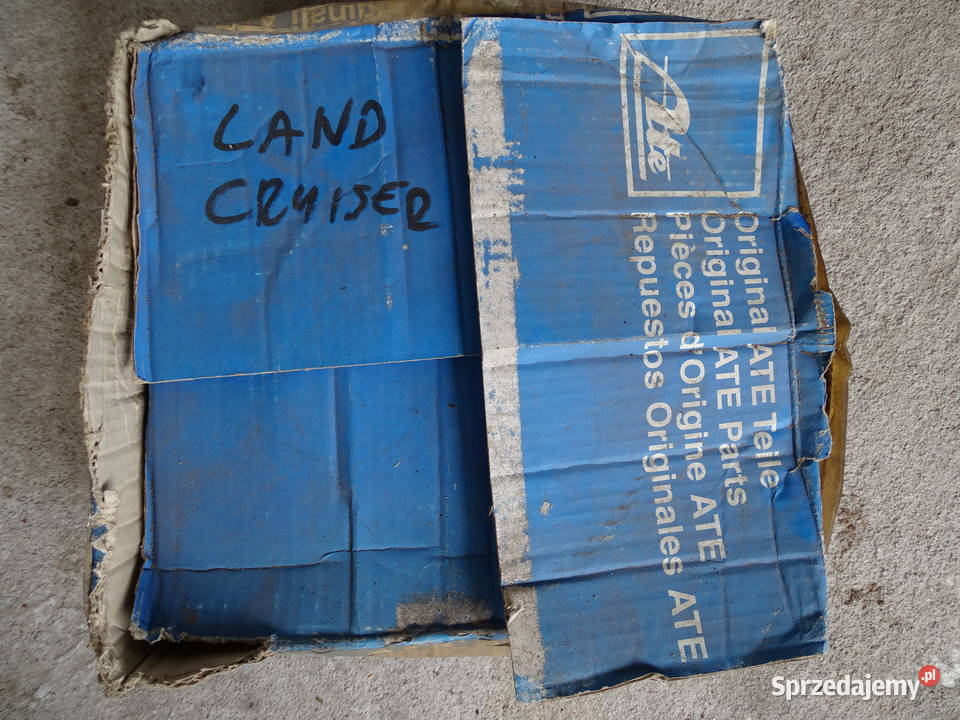 LAND
CRUISER
Ate
Original ATE Teile
Original ATE Parts
Pièces d'Origine ATE
Repuestos Originales ATE
Sprzedajemy.pl